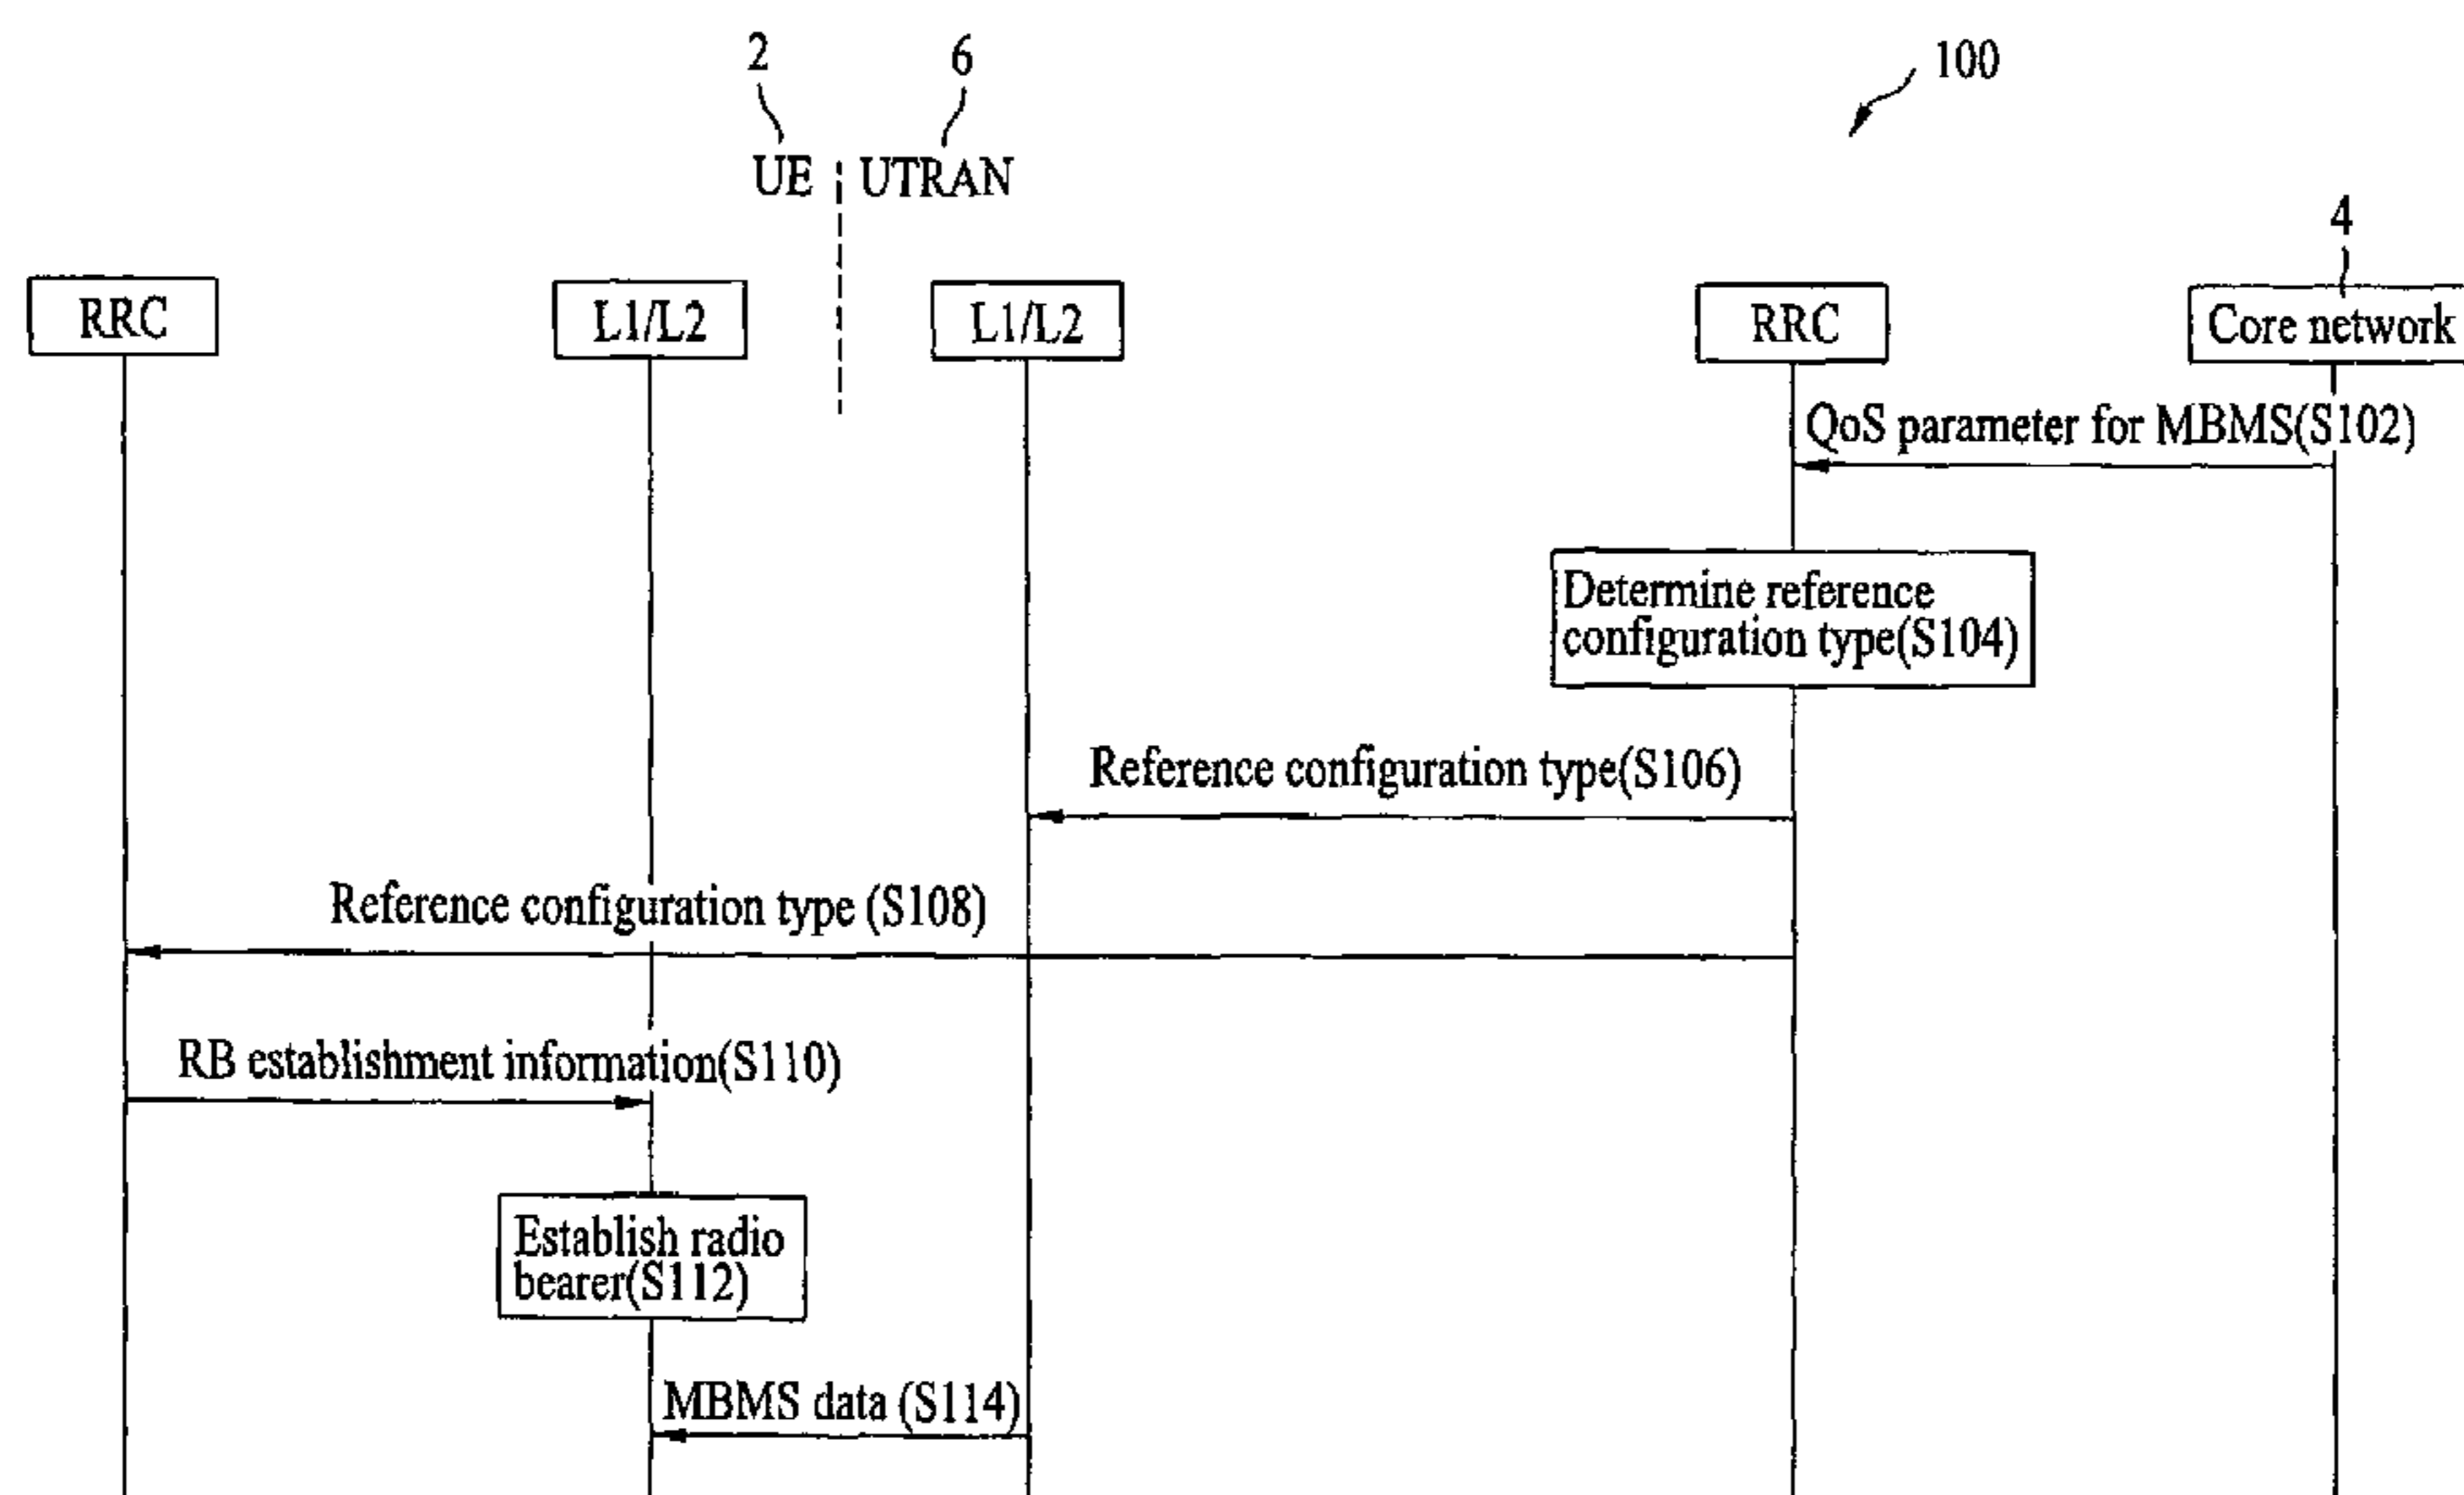 2
6
100
UE
UTRAN
4
RRC
L1/L2
L1/L2
RRC
Core network
QoS parameter for MBMS(S102)
Determine reference
configuration type(S104)
Reference configuration type(S106)
Reference configuration type (S108)
RB establishment information(S110)
Establish radio
bearer(S112)
MBMS data (S114)